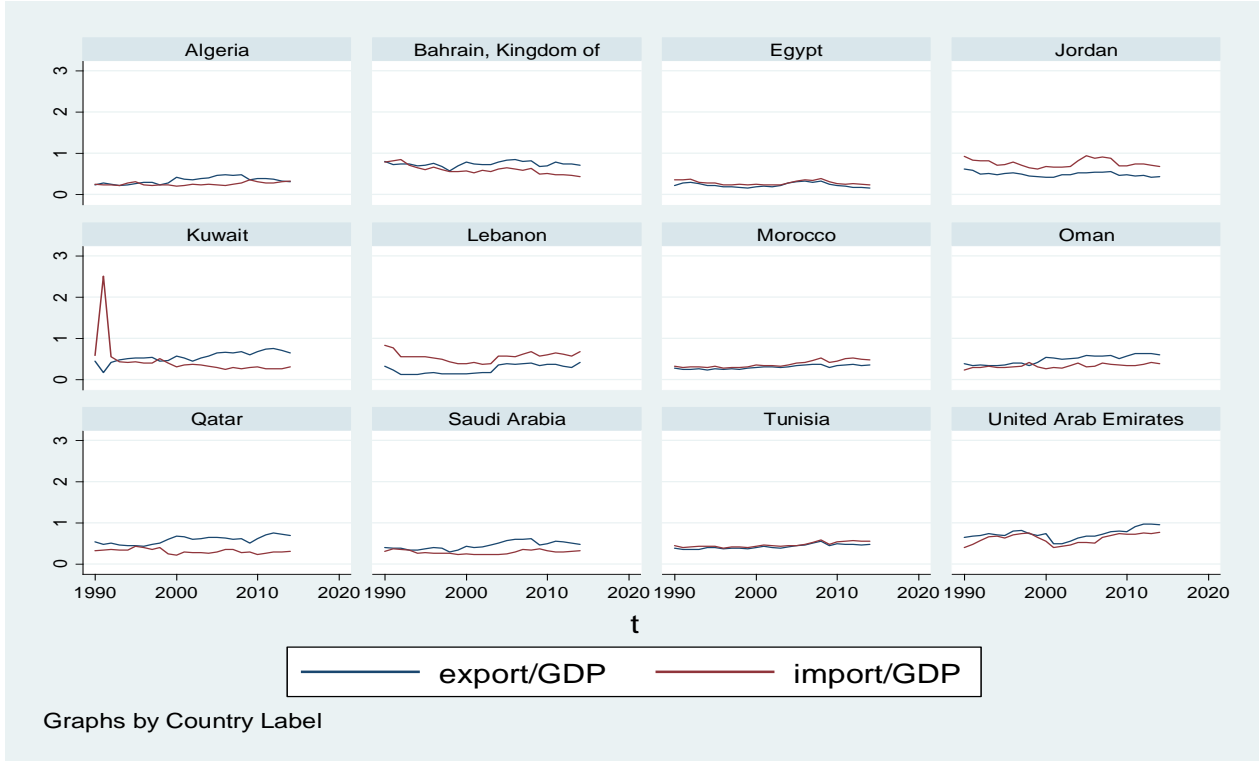 Algeria
Bahrain, Kingdom of
Egypt
Jordan
3
2
1
0
Kuwait
Lebanon
Morocco
Oman
3
2
1
0
Qatar
Saudi Arabia
Tunisia
United Arab Emirates
3
2
1
0
1990 2000 2010 2020 1990 2000 2010 2020 1990 2000 2010 2020 1990 2000 2010 2020
t
export/GDP import/GDP
Graphs by Country Label